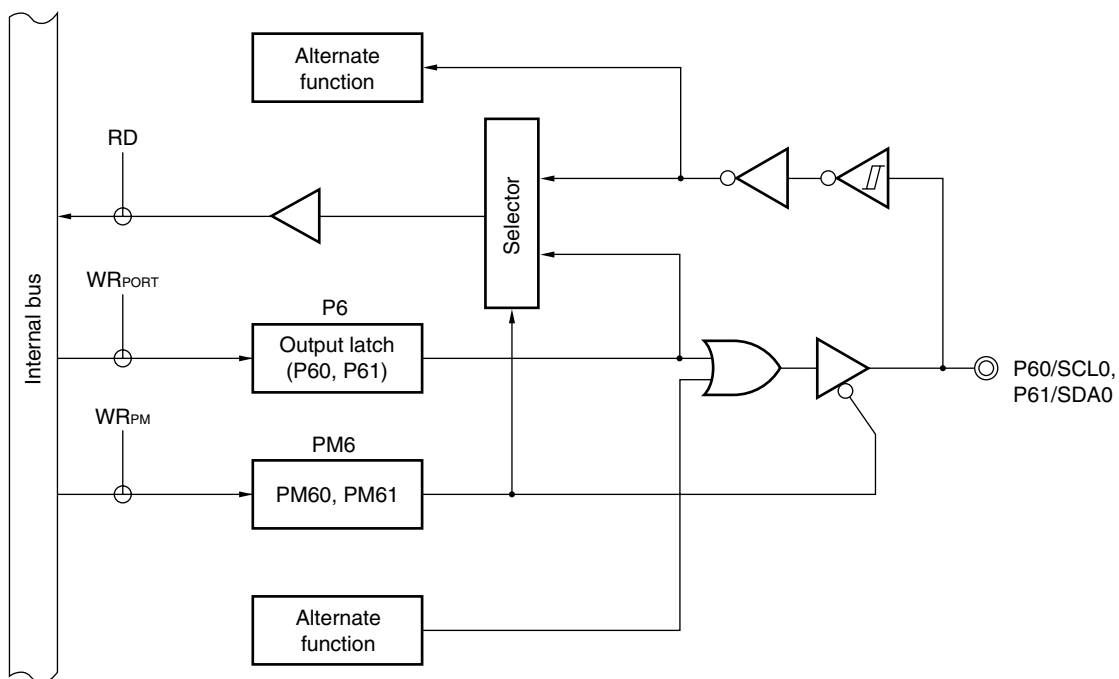 Alternate
function
RD
Selector
Internal bus
WRPORT
P6
Output latch
(P60, P61)
P60/SCL0,
P61/SDA0
WRPM
PM6
PM60, PM61
Alternate
function